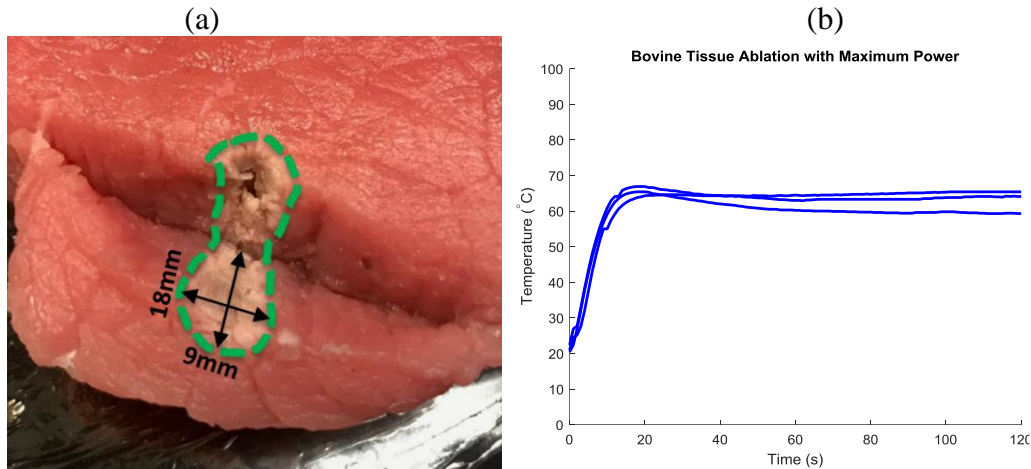 (a)
(b)
18mm
9mm
Bovine Tissue Ablation with Maximum Power
Temperature (°C)
100
90
80
70
60
50
40
30
20
10
0
0 20 40 60 80 100 120
Time (s)